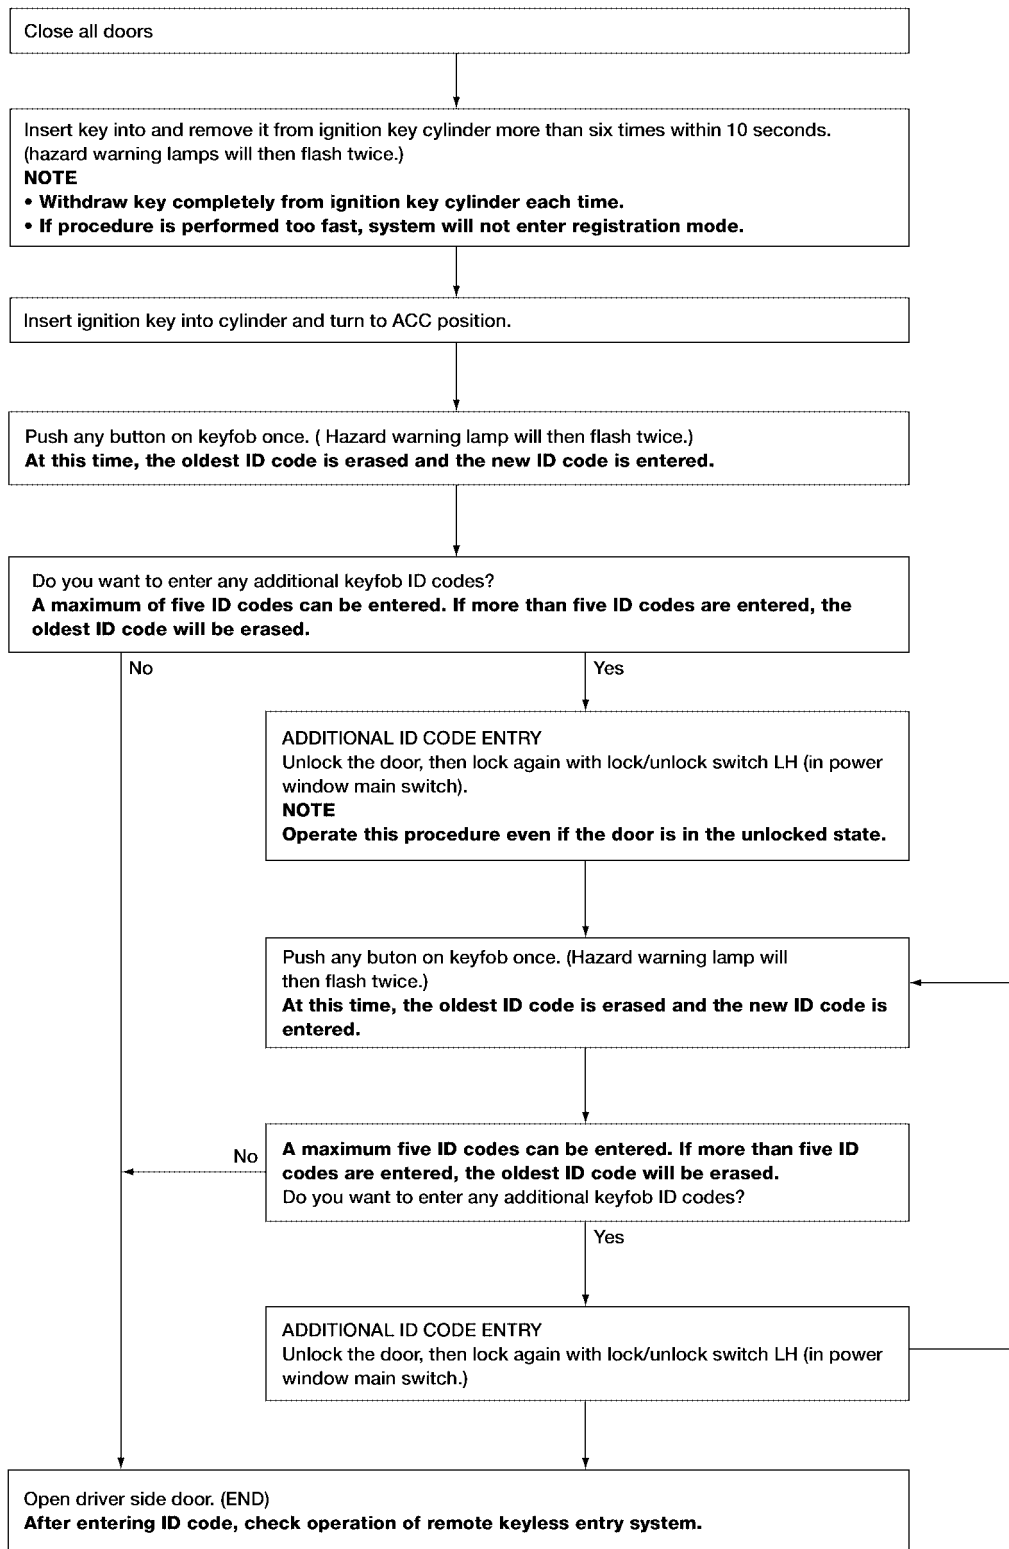 Close all doors
Insert key into and remove it from ignition key cylinder more than six times within 10 seconds.
(hazard warning lamps will then flash twice.)
NOTE
• Withdraw key completely from ignition key cylinder each time.
• If procedure is performed too fast, system will not enter registration mode.
Insert ignition key into cylinder and turn to ACC position.
Push any button on keyfob once. ( Hazard warning lamp will then flash twice.)
At this time, the oldest ID code is erased and the new ID code is entered.
Do you want to enter any additional keyfob ID codes?
A maximum of five ID codes can be entered. If more than five ID codes are entered, the
oldest ID code will be erased.
No
Yes
ADDITIONAL ID CODE ENTRY
Unlock the door, then lock again with lock/unlock switch LH (in power
window main switch).
NOTE
Operate this procedure even if the door is in the unlocked state.
Push any buton on keyfob once. (Hazard warning lamp will
then flash twice.)
At this time, the oldest ID code is erased and the new ID code is
entered.
No
A maximum five ID codes can be entered. If more than five ID
codes are entered, the oldest ID code will be erased.
Do you want to enter any additional keyfob ID codes?
Yes
ADDITIONAL ID CODE ENTRY
Unlock the door, then lock again with lock/unlock switch LH (in power
window main switch.)
Open driver side door. (END)
After entering ID code, check operation of remote keyless entry system.